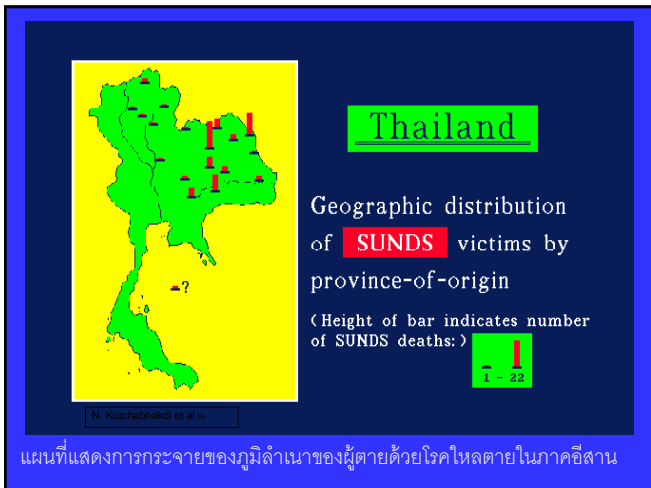 Thailand
Geographic distribution
of SUNDS victims by
province-of-origin
(Height of bar indicates number
of SUNDS deaths:)
1 - 22
?
N. Kotchabhakdi et al
แผนที่แสดงการกระจายของภูมิลำเนาของผู้ตายด้วยโรคใหลตายในภาคอีสาน